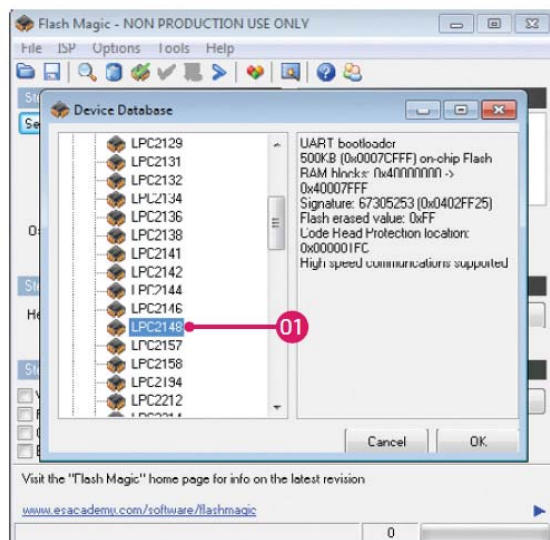 Flash Magic - NON PRODUCTION USE ONLY
File ISP Options Tools Help
Device Database
LPC2129
LPC2131
LPC2132
LPC2134
LPC2136
LPC2138
LPC2141
LPC2142
LPC2144
LPC2146
LPC2148
01
LPC2157
LPC2158
LPC2194
LPC2212
UART bootloader
500KB (0x0007CFFF) on-chip Flash
RAM blocks: 0x40000000 ->
0x40007FFF
Signature: 67305253 (0x0402FF25)
Flash erased value: 0xFF
Code Read Protection location:
0x000001FC
High speed communications supported
Cancel OK
Visit the "Flash Magic" home page for info on the latest revision
www.esacademy.com/software/flashmagic
0